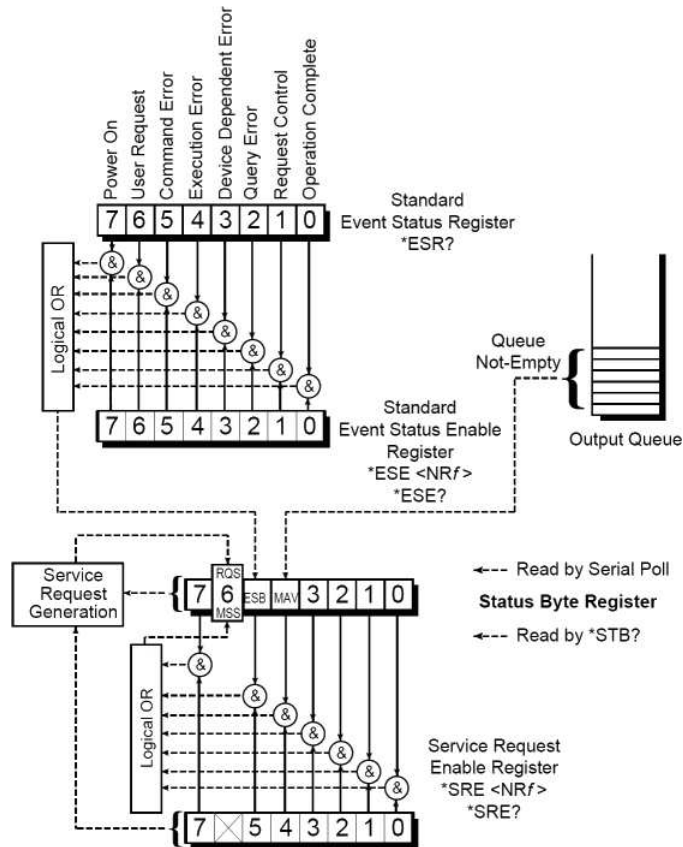 Power On
User Request
Command Error
Execution Error
Device Dependent Error
Query Error
Request Control
Operation Complete
7 6 5 4 3 2 1 0
Standard
Event Status Register
*ESR?
& & & & & & & &
Logical OR
Queue
Not-Empty
Output Queue
7 6 5 4 3 2 1 0
Standard
Event Status Enable
Register
*ESE <NRf>
*ESE?
Service
Request
Generation
RQS
7 6 ESB MAV 3 2 1 0
MSS
Read by Serial Poll
Status Byte Register
Read by *STB?
& & & & & & &
Logical OR
Service Request
Enable Register
*SRE <NRf>
*SRE?
7 5 4 3 2 1 0